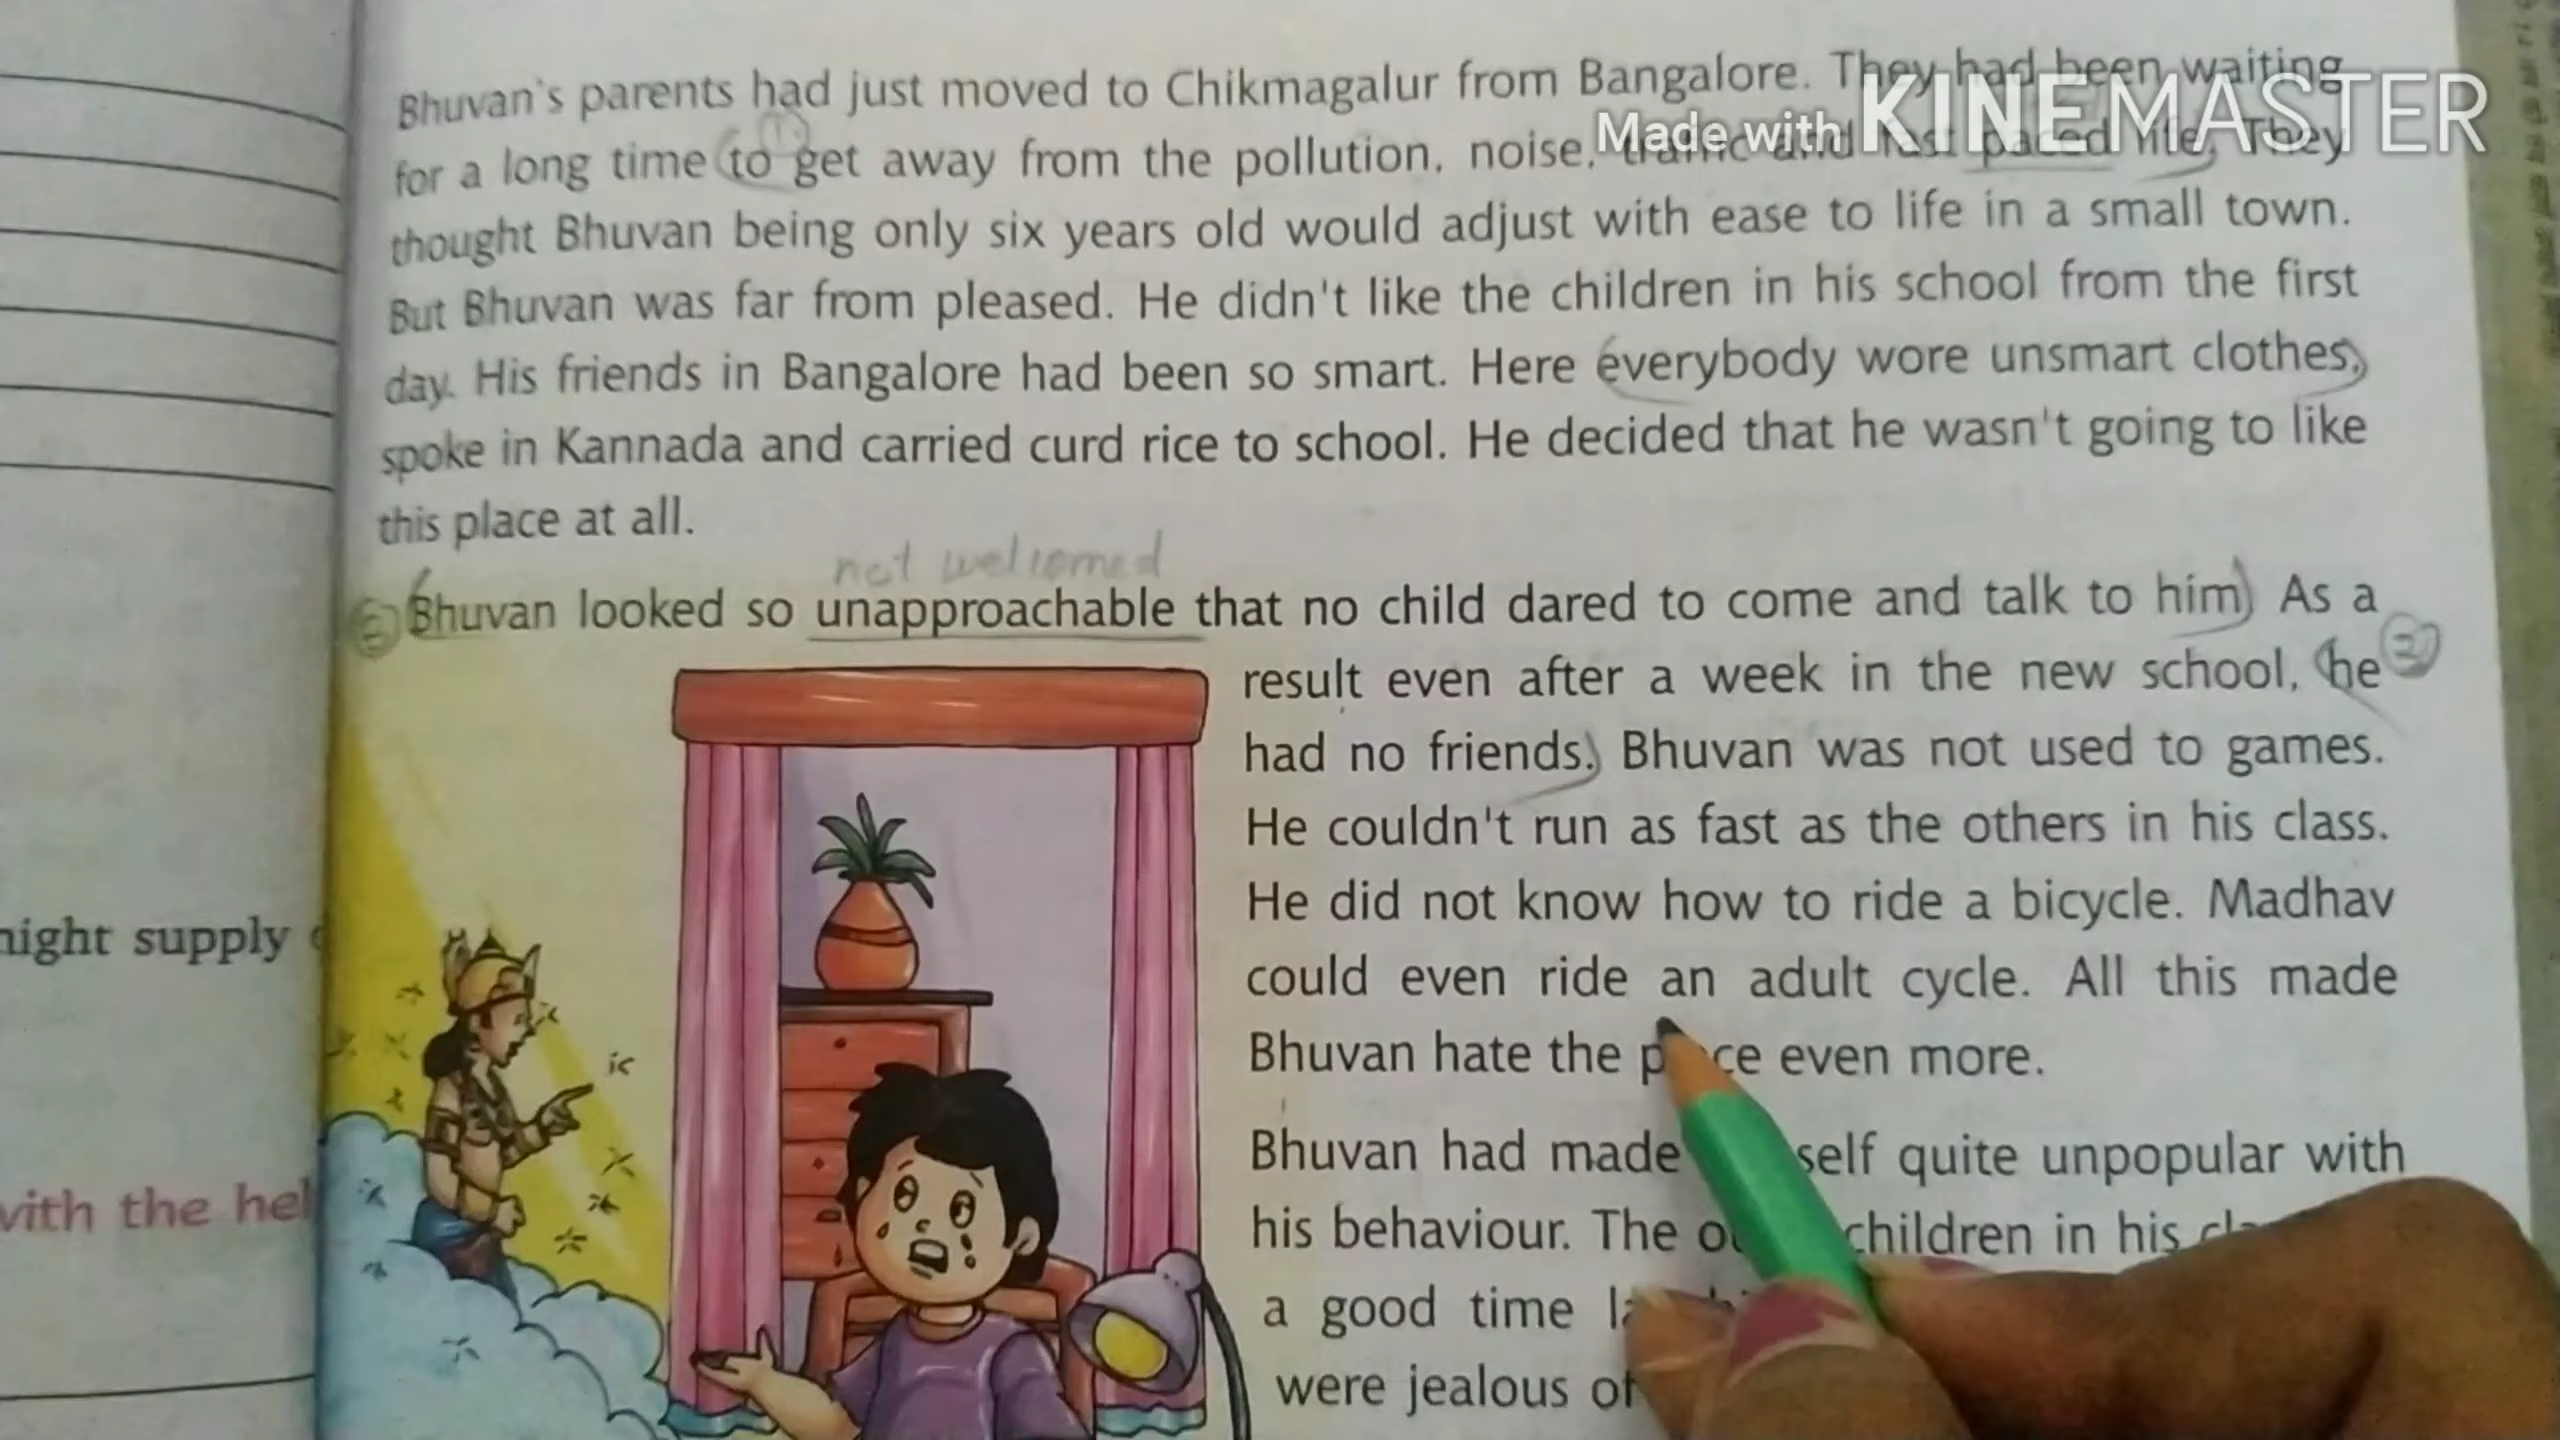 Bhuvan's parents had just moved to Chikmagalur from Bangalore. They had been waiting
Made with KINEMASTER
for a long time to get away from the pollution, noise, traffic and fast paced life. They
thought Bhuvan being only six years old would adjust with ease to life in a small town.
But Bhuvan was far from pleased. He didn't like the children in his school from the first
day. His friends in Bangalore had been so smart. Here everybody wore unsmart clothes,
spoke in Kannada and carried curd rice to school. He decided that he wasn't going to like
this place at all.
not welcomed
Bhuvan looked so unapproachable that no child dared to come and talk to him. As a
result even after a week in the new school, he
had no friends. Bhuvan was not used to games.
He couldn't run as fast as the others in his class.
He did not know how to ride a bicycle. Madhav
could even ride an adult cycle. All this made
Bhuvan hate the even more.
Bhuvan had made self quite unpopular with
his behaviour. The children in his
a good time
were jealous of
night supply
with the